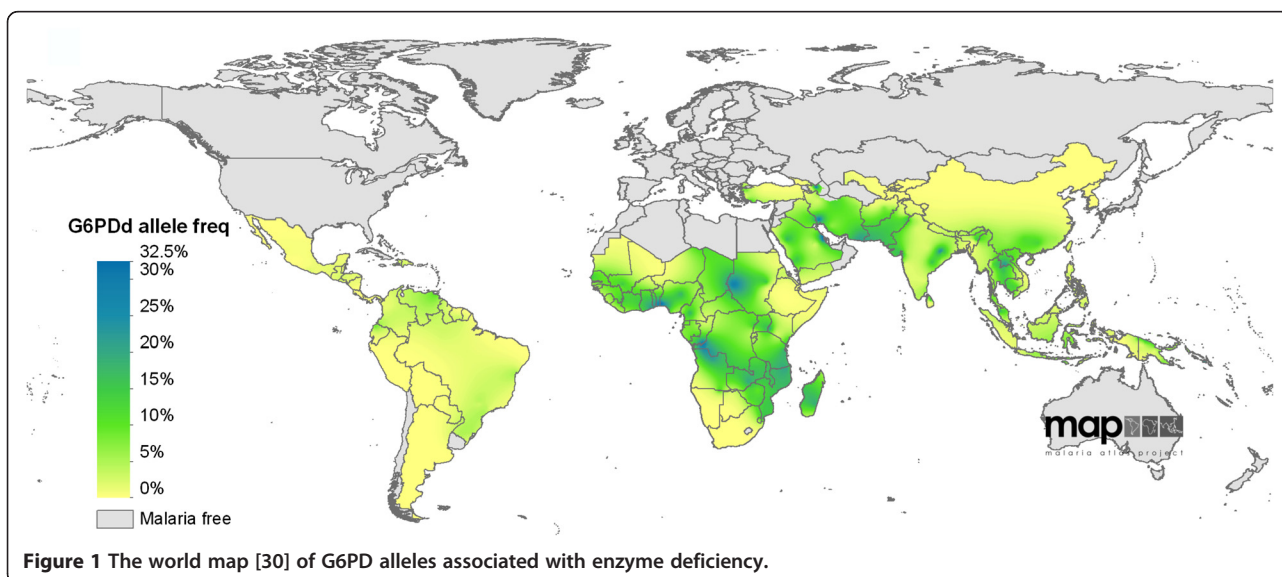 G6PDd allele freq
32.5%
30%
25%
20%
15%
10%
5%
0%
Malaria free
map
malaria atlas project
Figure 1 The world map [30] of G6PD alleles associated with enzyme deficiency.